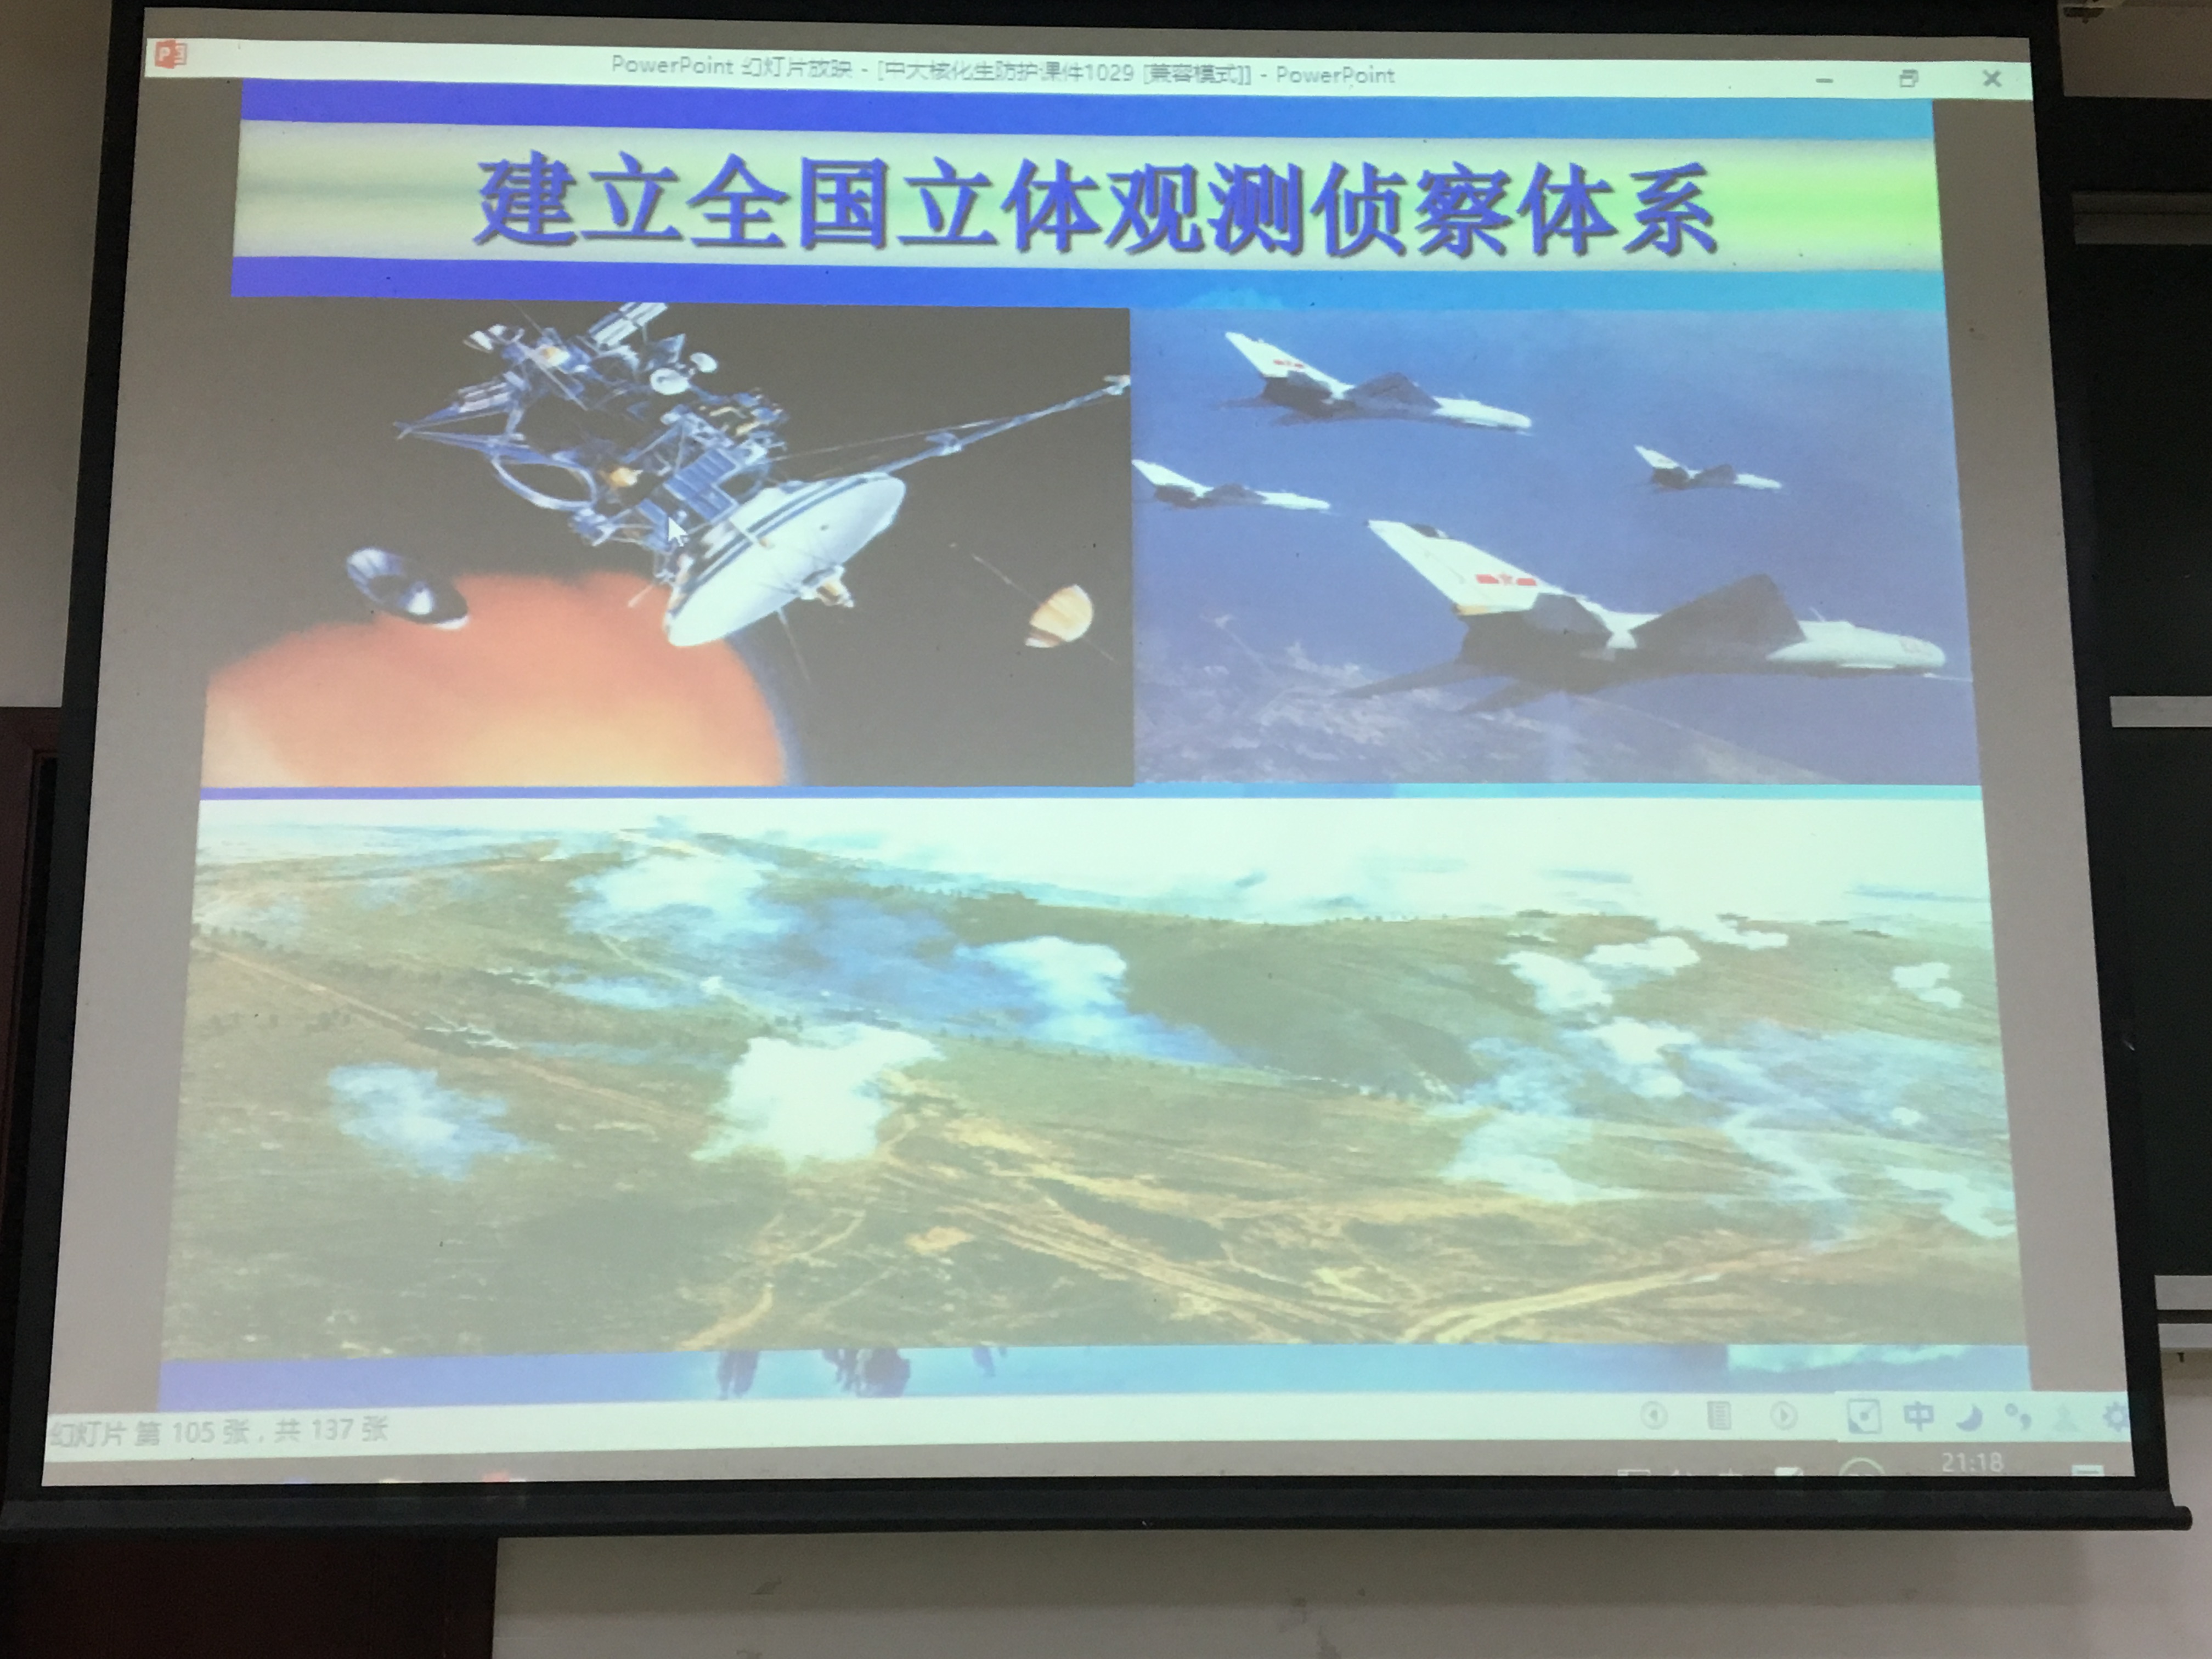 PowerPoint 幻灯片放映 - [中大核化生防护课件1029 [兼容模式]] - PowerPoint
建立全国立体观测侦察体系
幻灯片 第 105 张，共 137 张
中
21:18